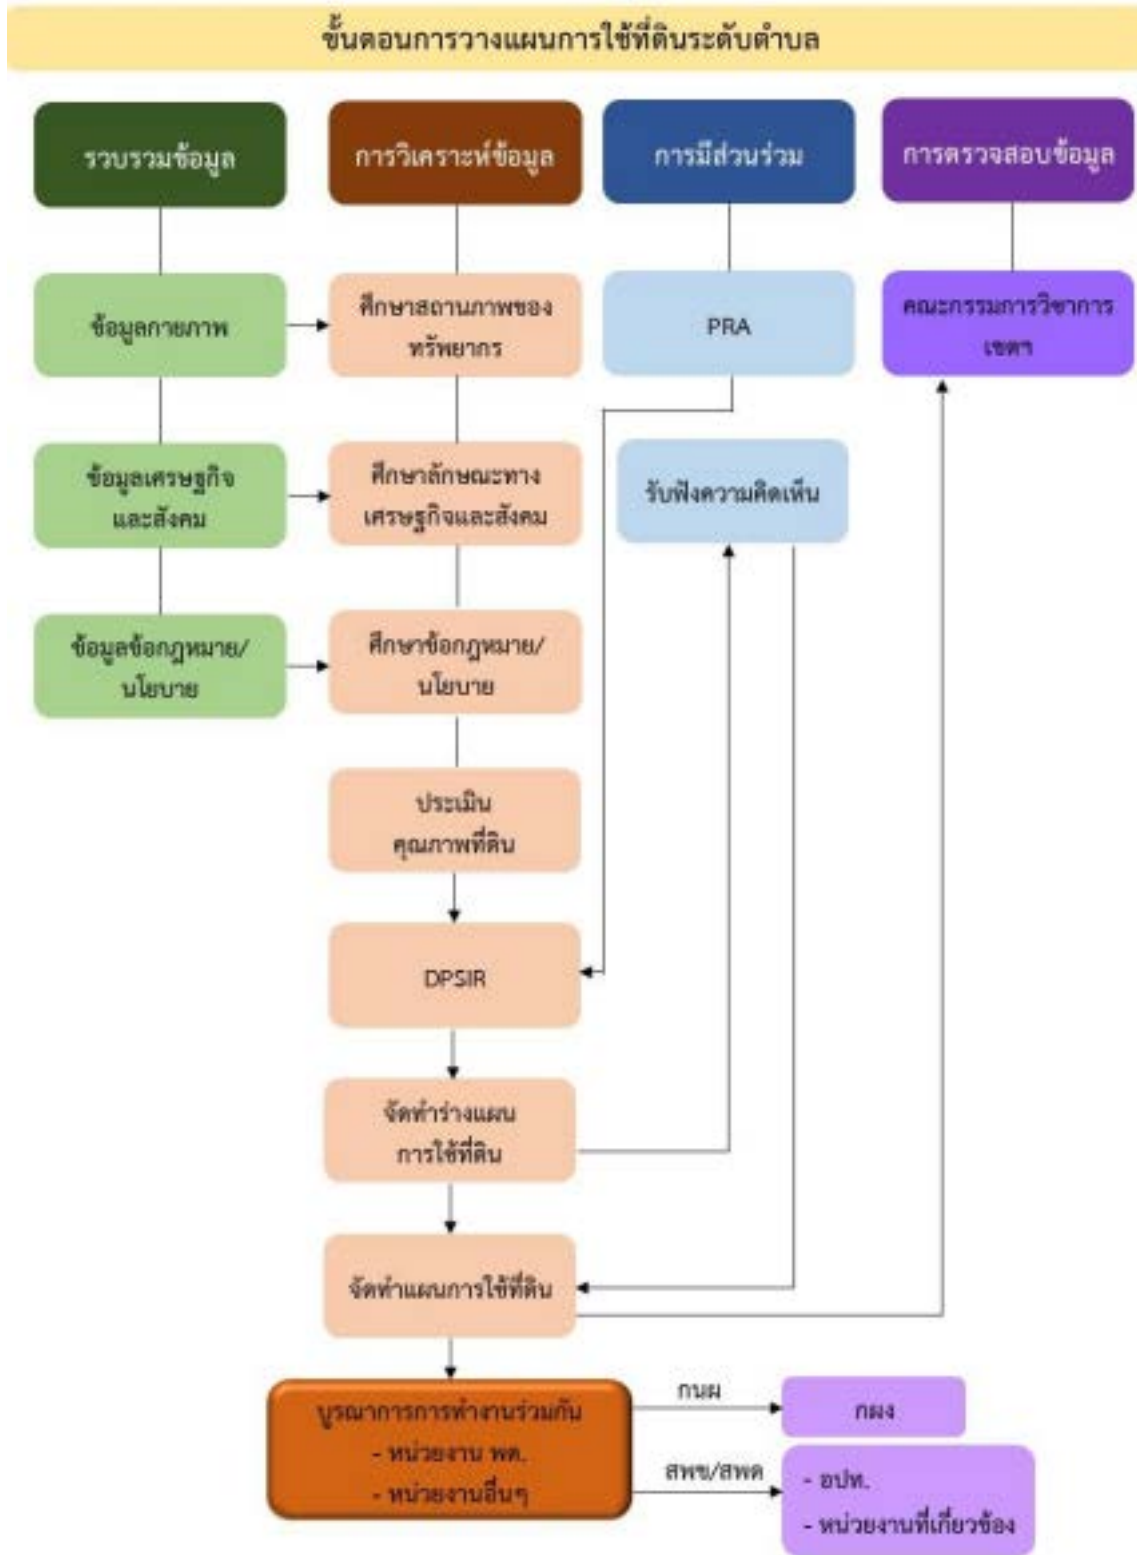 ขั้นตอนการวางแผนการใช้ที่ดินระดับตำบล
รวบรวมข้อมูล
การวิเคราะห์ข้อมูล
การมีส่วนร่วม
การตรวจสอบข้อมูล
ข้อมูลกายภาพ
ศึกษาสถานภาพของ
ทรัพยากร
PRA
คณะกรรมการวิชาการ
เขตฯ
ข้อมูลเศรษฐกิจ
และสังคม
ศึกษาลักษณะทาง
เศรษฐกิจและสังคม
รับฟังความคิดเห็น
ข้อมูลข้อกฎหมาย/
นโยบาย
ศึกษาข้อกฎหมาย/
นโยบาย
ประเมิน
คุณภาพที่ดิน
DPSIR
จัดทำร่างแผน
การใช้ที่ดิน
จัดทำแผนการใช้ที่ดิน
บูรณาการการทำงานร่วมกัน
- หน่วยงาน พด.
- หน่วยงานอื่นๆ
กนผ
กผง
สพข/สพด
- อปท.
- หน่วยงานที่เกี่ยวข้อง